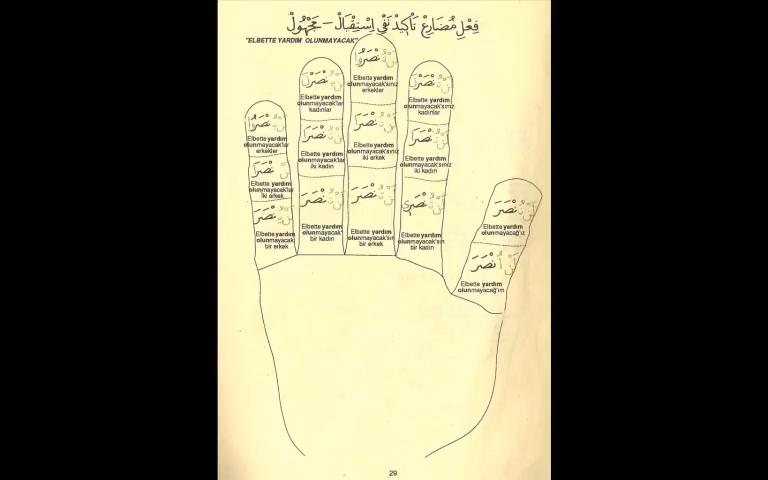 فِعْلِ مُضَارِعْ تَأْكِيدْ نَفْيِ اِسْتِقْبَالْ – مَجْهُولْ
"ELBETTE YARDIM OLUNMAYACAK"
لَنْ يُنْصَرُوا
Elbette yardım
olunmayacak'lar
erkekler
لَنْ يُنْصَرَا
Elbette yardım
olunmayacak'lar
iki erkek
لَنْ يُنْصَرَ
Elbette yardım
olunmayacak
bir erkek
لَنْ يُنْصَرْنَ
Elbette yardım
olunmayacak'lar
kadınlar
لَنْ تُنْصَرَا
Elbette yardım
olunmayacak'lar
iki kadın
لَنْ تُنْصَرَ
Elbette yardım
olunmayacak'
bir kadın
لَنْ تُنْصَرُوا
Elbette yardım
olunmayacak'sınız
erkekler
لَنْ تُنْصَرَا
Elbette yardım
olunmayacak'sınız
iki erkek
لَنْ تُنْصَرَ
Elbette yardım
olunmayacak'sın
bir erkek
لَنْ تُنْصَرْنَ
Elbette yardım
olunmayacak'sınız
kadınlar
لَنْ تُنْصَرَا
Elbette yardım
olunmayacak'sınız
iki kadın
لَنْ تُنْصَرِي
Elbette yardım
olunmayacak'sın
bir kadın
لَنْ نُنْصَرَ
Elbette yardım
olunmayacağ'ız
لَنْ اُنْصَرَ
Elbette yardım
olunmayacağ'ım
29